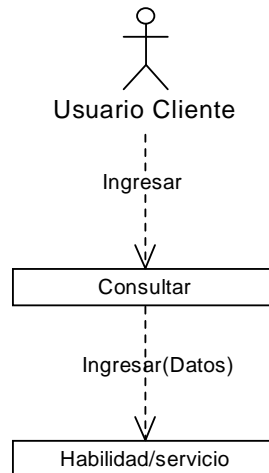 Usuario Cliente
Ingresar
Consultar
Ingresar(Datos)
Habilidad/servicio